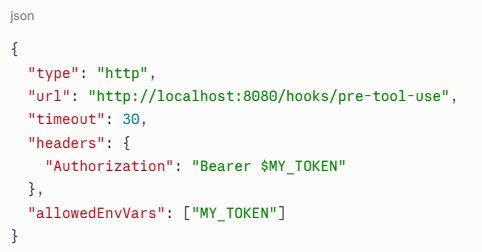 json
{
  "type": "http",
  "url": "http://localhost:8080/hooks/pre-tool-use",
  "timeout": 30,
  "headers": {
    "Authorization": "Bearer $MY_TOKEN"
  },
  "allowedEnvVars": ["MY_TOKEN"]
}